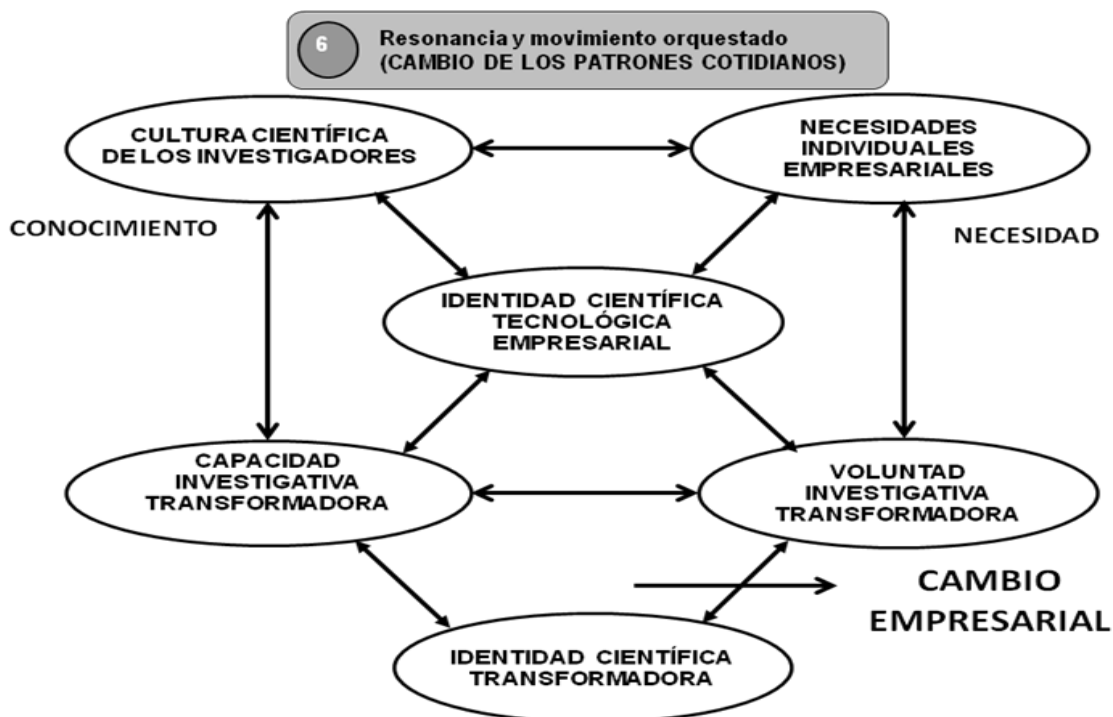 6
Resonancia y movimiento orquestado
(CAMBIO DE LOS PATRONES COTIDIANOS)
CULTURA CIENTÍFICA
DE LOS INVESTIGADORES
NECESIDADES
INDIVIDUALES
EMPRESARIALES
CONOCIMIENTO
NECESIDAD
IDENTIDAD CIENTÍFICA
TECNOLÓGICA
EMPRESARIAL
CAPACIDAD
INVESTIGATIVA
TRANSFORMADORA
VOLUNTAD
INVESTIGATIVA
TRANSFORMADORA
CAMBIO
EMPRESARIAL
IDENTIDAD CIENTÍFICA
TRANSFORMADORA